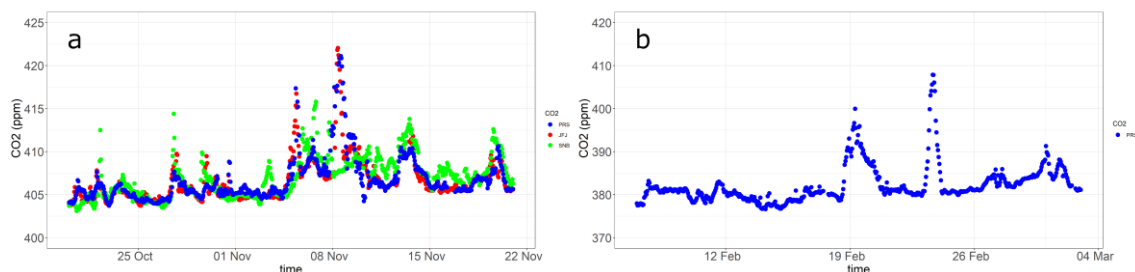 a
CO2 (ppm)
425
420
415
410
405
400
25 Oct
01 Nov
08 Nov
15 Nov
22 Nov
time
CO2
PRS
JFJ
SNB
b
CO2 (ppm)
420
410
400
390
380
370
12 Feb
19 Feb
26 Feb
04 Mar
time
CO2
PRS